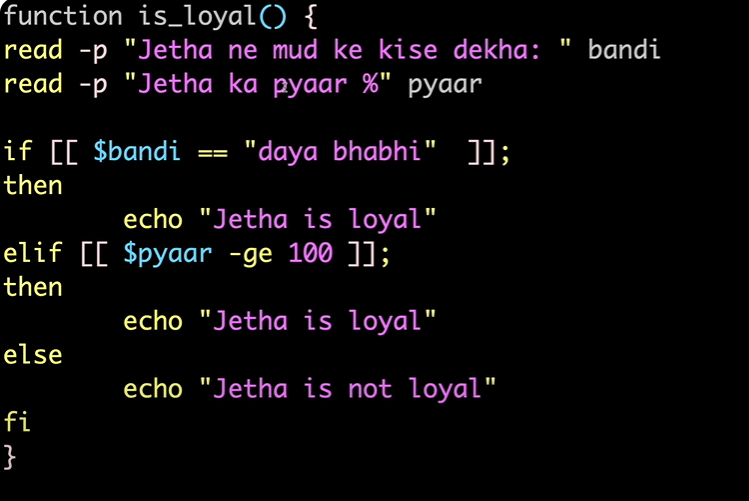 function is_loyal() {
read -p "Jetha ne mud ke kise dekha: " bandi
read -p "Jetha ka pyaar %" pyaar

if [[ $bandi == "daya bhabhi"  ]];
then
        echo "Jetha is loyal"
elif [[ $pyaar -ge 100 ]];
then
        echo "Jetha is loyal"
else
        echo "Jetha is not loyal"
fi
}